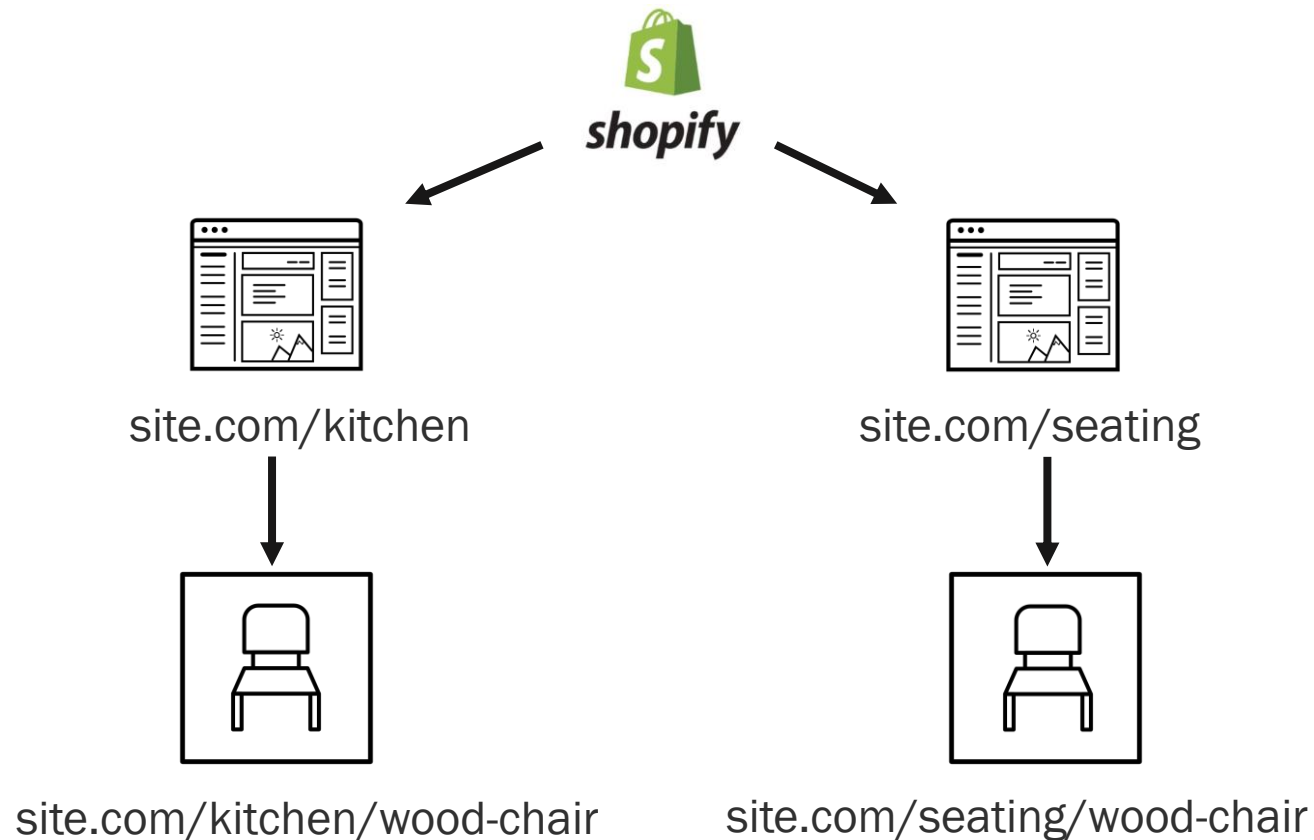 S
shopify
site.com/kitchen
site.com/seating
site.com/kitchen/wood-chair
site.com/seating/wood-chair